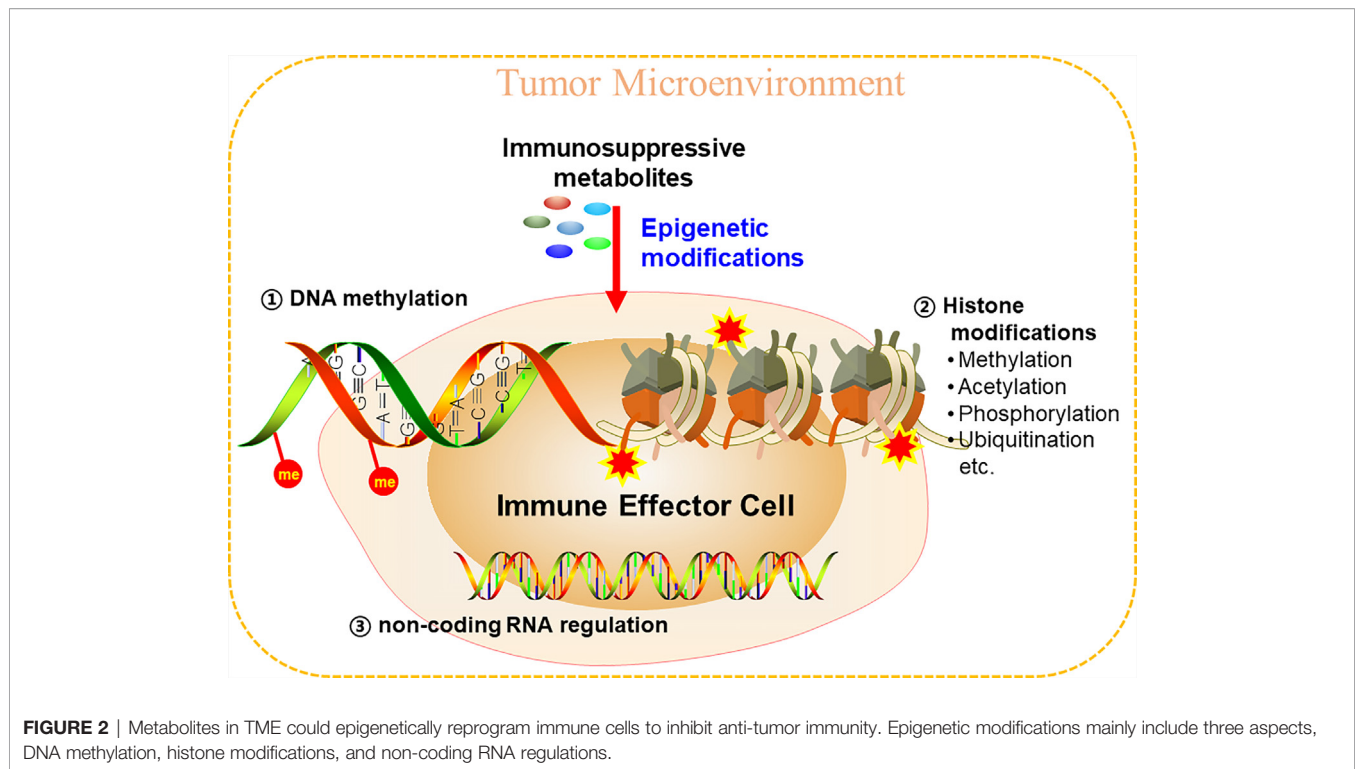 Tumor Microenvironment
Immunosuppressive
metabolites
Epigenetic
modifications
① DNA methylation
② Histone
modifications
• Methylation
• Acetylation
• Phosphorylation
• Ubiquitination
etc.
A
G
G≡C
A=T
G≡
G
T=A
C≡G
C≡G
T=
me
me
Immune Effector Cell
③ non-coding RNA regulation
FIGURE 2 | Metabolites in TME could epigenetically reprogram immune cells to inhibit anti-tumor immunity. Epigenetic modifications mainly include three aspects,
DNA methylation, histone modifications, and non-coding RNA regulations.